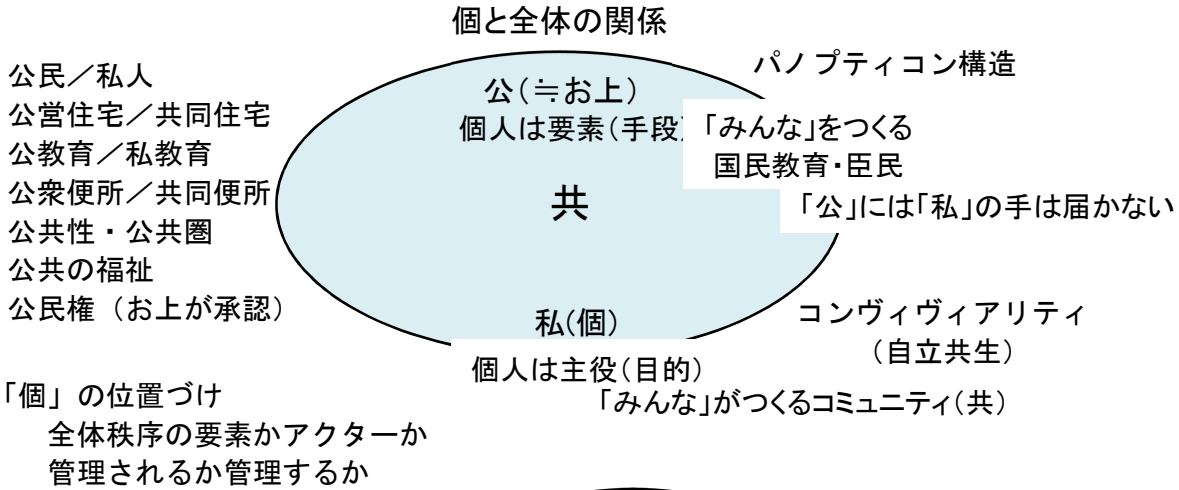 個と全体の関係
公民／私人
公営住宅／共同住宅
公教育／私教育
公衆便所／共同便所
公共性・公共圏
公共の福祉
公民権（お上が承認）
公(≒お上)
個人は要素(手段)
共
私(個)
個人は主役(目的)
パノプティコン構造
「みんな」をつくる
国民教育・臣民
「公」には「私」の手は届かない
コンヴィヴィアリティ
（自立共生）
「みんな」がつくるコミュニティ(共)
「個」の位置づけ
全体秩序の要素かアクターか
管理されるか管理するか